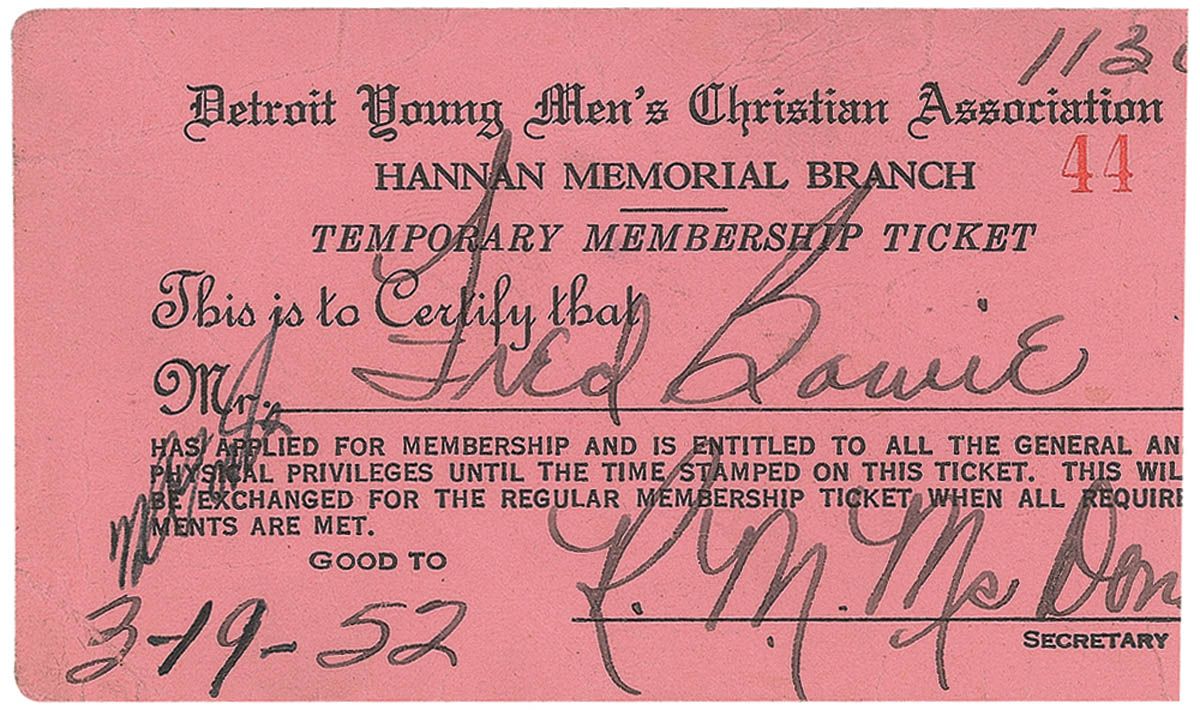 113
Detroit Young Men's Christian Association
HANNAN MEMORIAL BRANCH 44
TEMPORARY MEMBERSHIP TICKET
This is to Certify that
Mr. Fred Bowie
HAS APPLIED FOR MEMBERSHIP AND IS ENTITLED TO ALL THE GENERAL AN
PHYSICAL PRIVILEGES UNTIL THE TIME STAMPED ON THIS TICKET. THIS WIL
BE EXCHANGED FOR THE REGULAR MEMBERSHIP TICKET WHEN ALL REQUIRE
MENTS ARE MET.
GOOD TO
3-19-52
R. M. Mc Don
SECRETARY